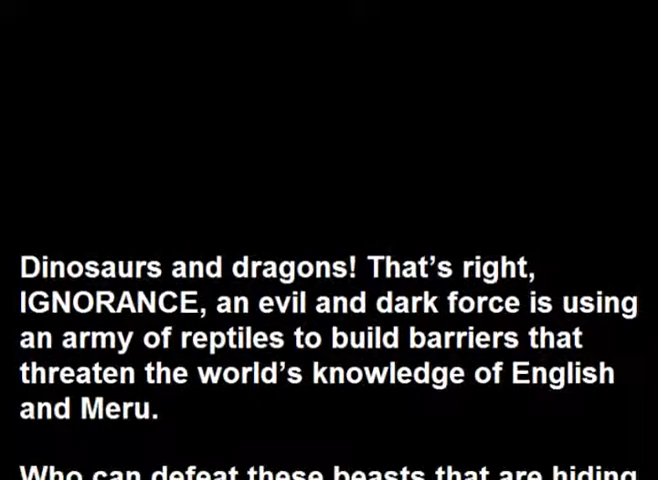 Dinosaurs and dragons! That’s right,
IGNORANCE, an evil and dark force is using
an army of reptiles to build barriers that
threaten the world’s knowledge of English
and Meru.
Who can defeat these beasts that are hiding